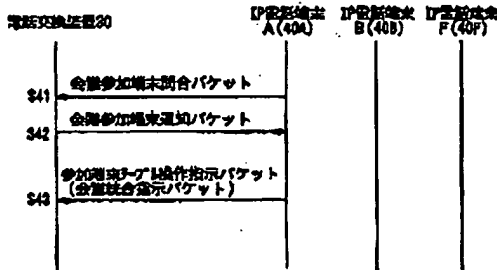 電話交換装置30
IP電話端末 A(40A)
IP電話端末 B(40B)
IP電話端末 F(40F)
S41
会議参加端末問合パケット
S42
会議参加端末通知パケット
S43
参加端末テーブル操作指示パケット
(会議統合指示パケット)